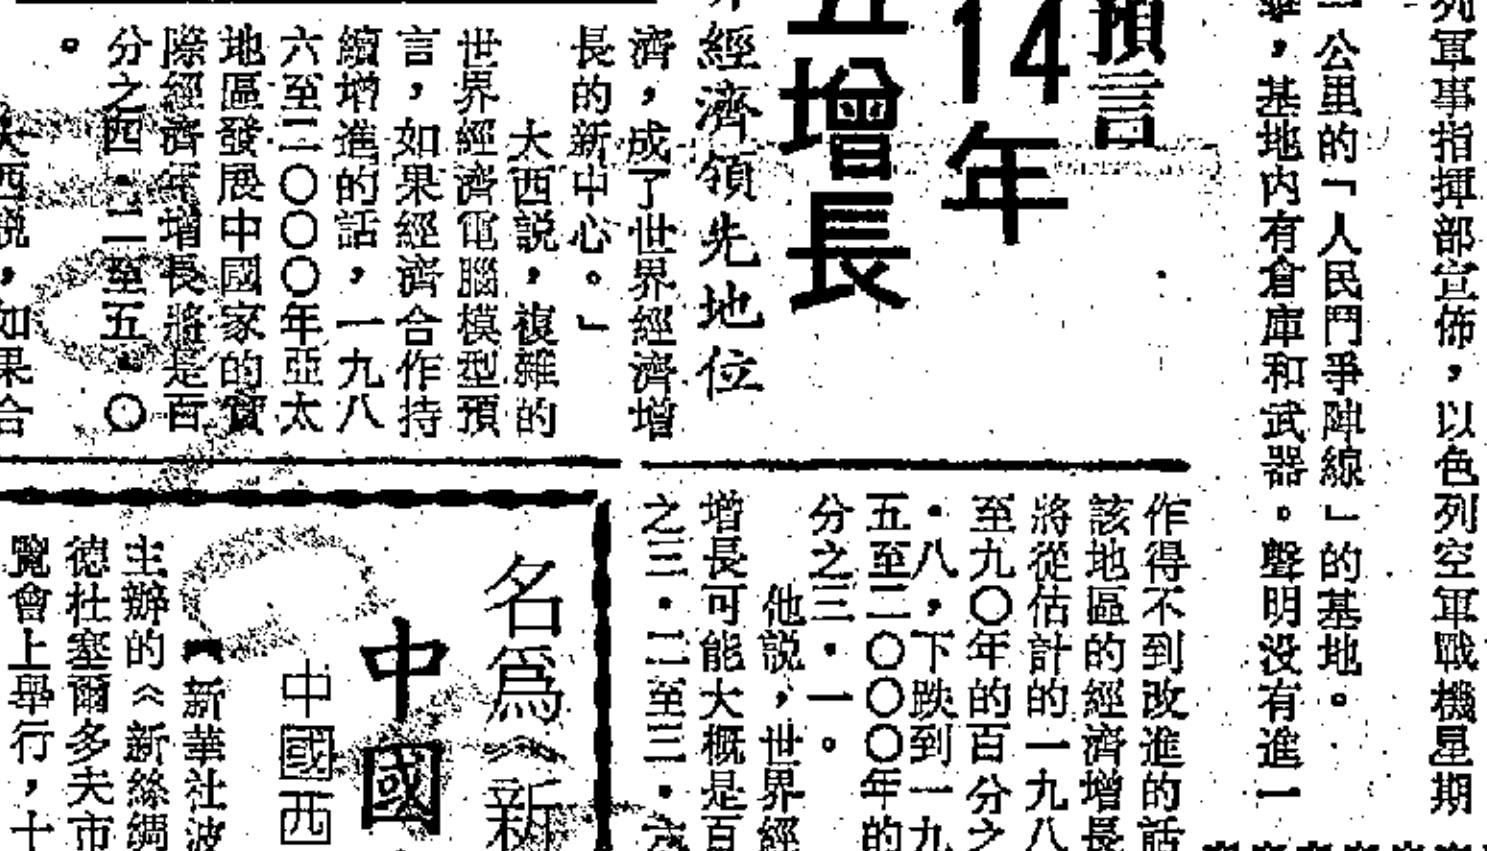 列軍事指揮部宣佈，以色列空軍戰機星期
一公里的「人民鬥爭陣線」的基地。
，基地内有倉庫和武器。聲明没有進一
預言
14年
五增長
經濟領先地位
濟，成了世界經濟增
長的新中心。」
大西説，複雜的
世界經濟電腦模型預
言，如果經濟合作持
續增進的話，一九八
六至二〇〇〇年亞太
地區發展中國家的實
際經濟年增長將是百
分之四・二至五・〇
。
大西説，如果合
作得不到改進的話
該地區的經濟增長
將從估計的一九八
至九〇年的百分之
・八，下跌到一九
五至二〇〇〇年的
分之三・一。
他説，世界經
增長可能大概是百
之三・二至三・六
名爲《新
中國
中國西
【新華社波
主辦的《新絲綢
德杜塞爾多夫市
覽會上舉行，十